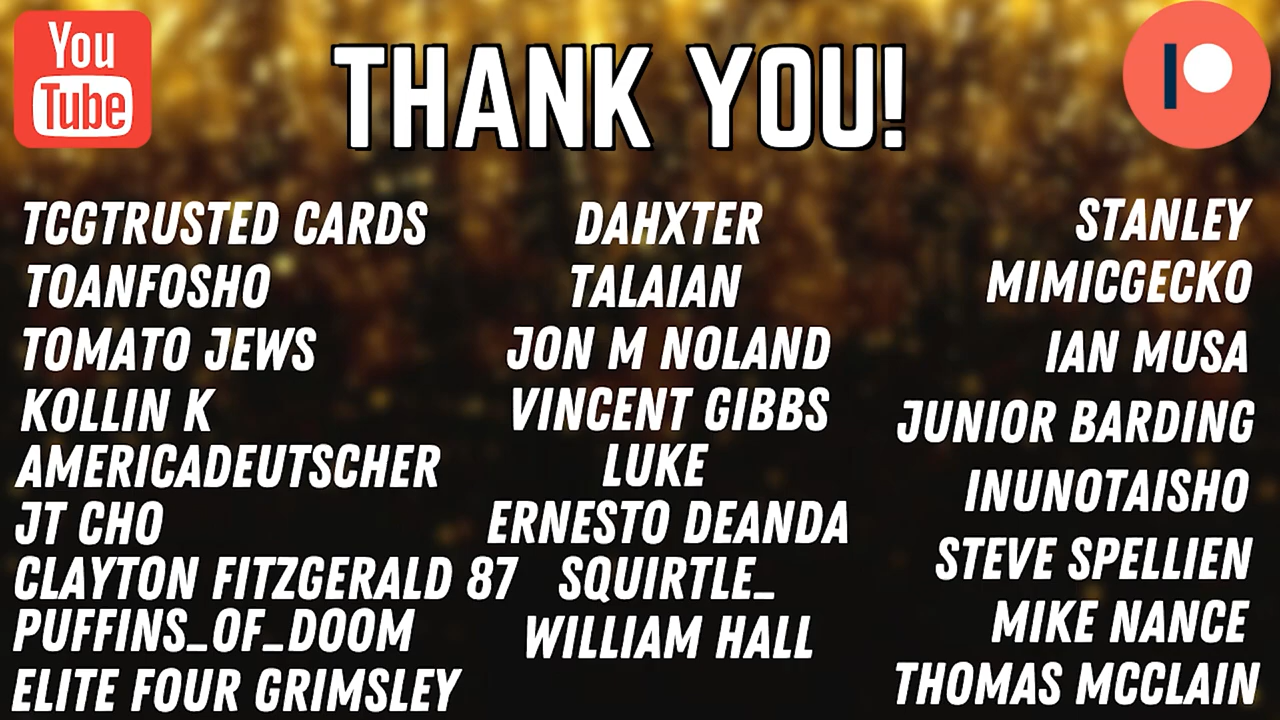 You
Tube
THANK YOU!
TCGTRUSTED CARDS
TOANFOSHO
TOMATO JEWS
KOLLIN K
AMERICADEUTSCHER
JT CHO
CLAYTON FITZGERALD 87
PUFFINS_OF_DOOM
ELITE FOUR GRIMSLEY
DAHXTER
TALAIAN
JON M NOLAND
VINCENT GIBBS
LUKE
ERNESTO DEANDA
SQUIRTLE_
WILLIAM HALL
STANLEY
MIMICGECKO
IAN MUSA
JUNIOR BARDING
INUNOTAISHO
STEVE SPELLIEN
MIKE NANCE
THOMAS MCCLAIN